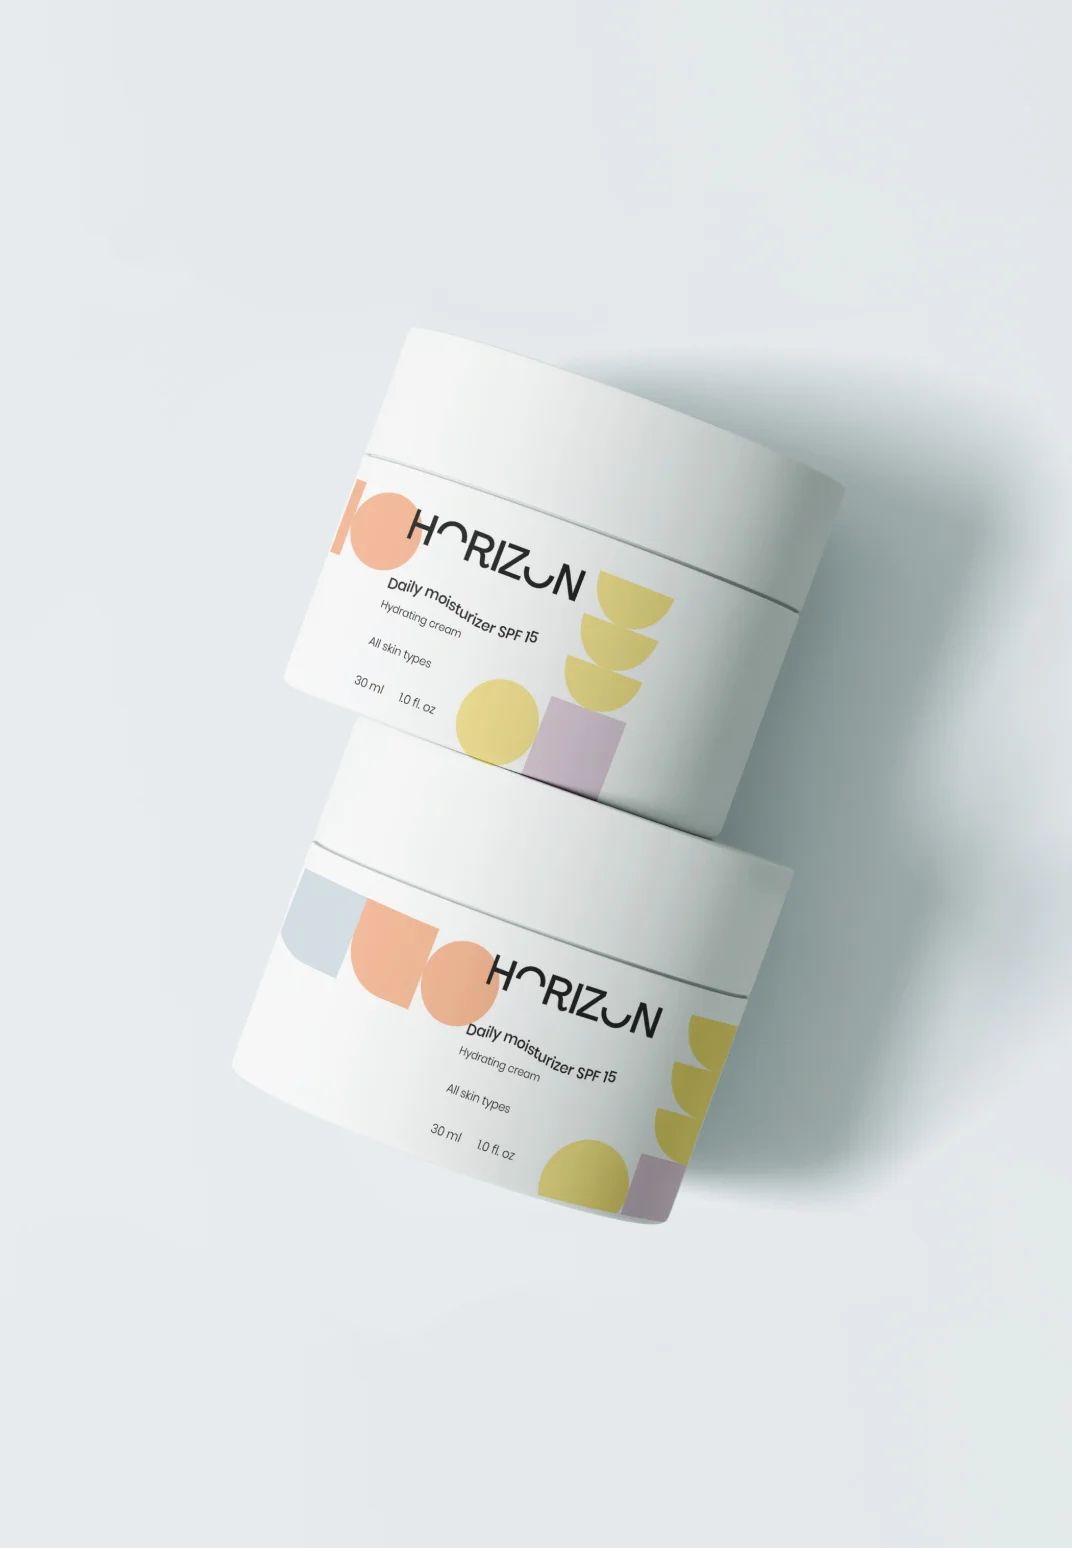 HORIZON
Daily moisturizer SPF 15
Hydrating cream
All skin types
30 ml 1.0 fl. oz
HORIZON
Daily moisturizer SPF 15
Hydrating cream
All skin types
30 ml 1.0 fl. oz